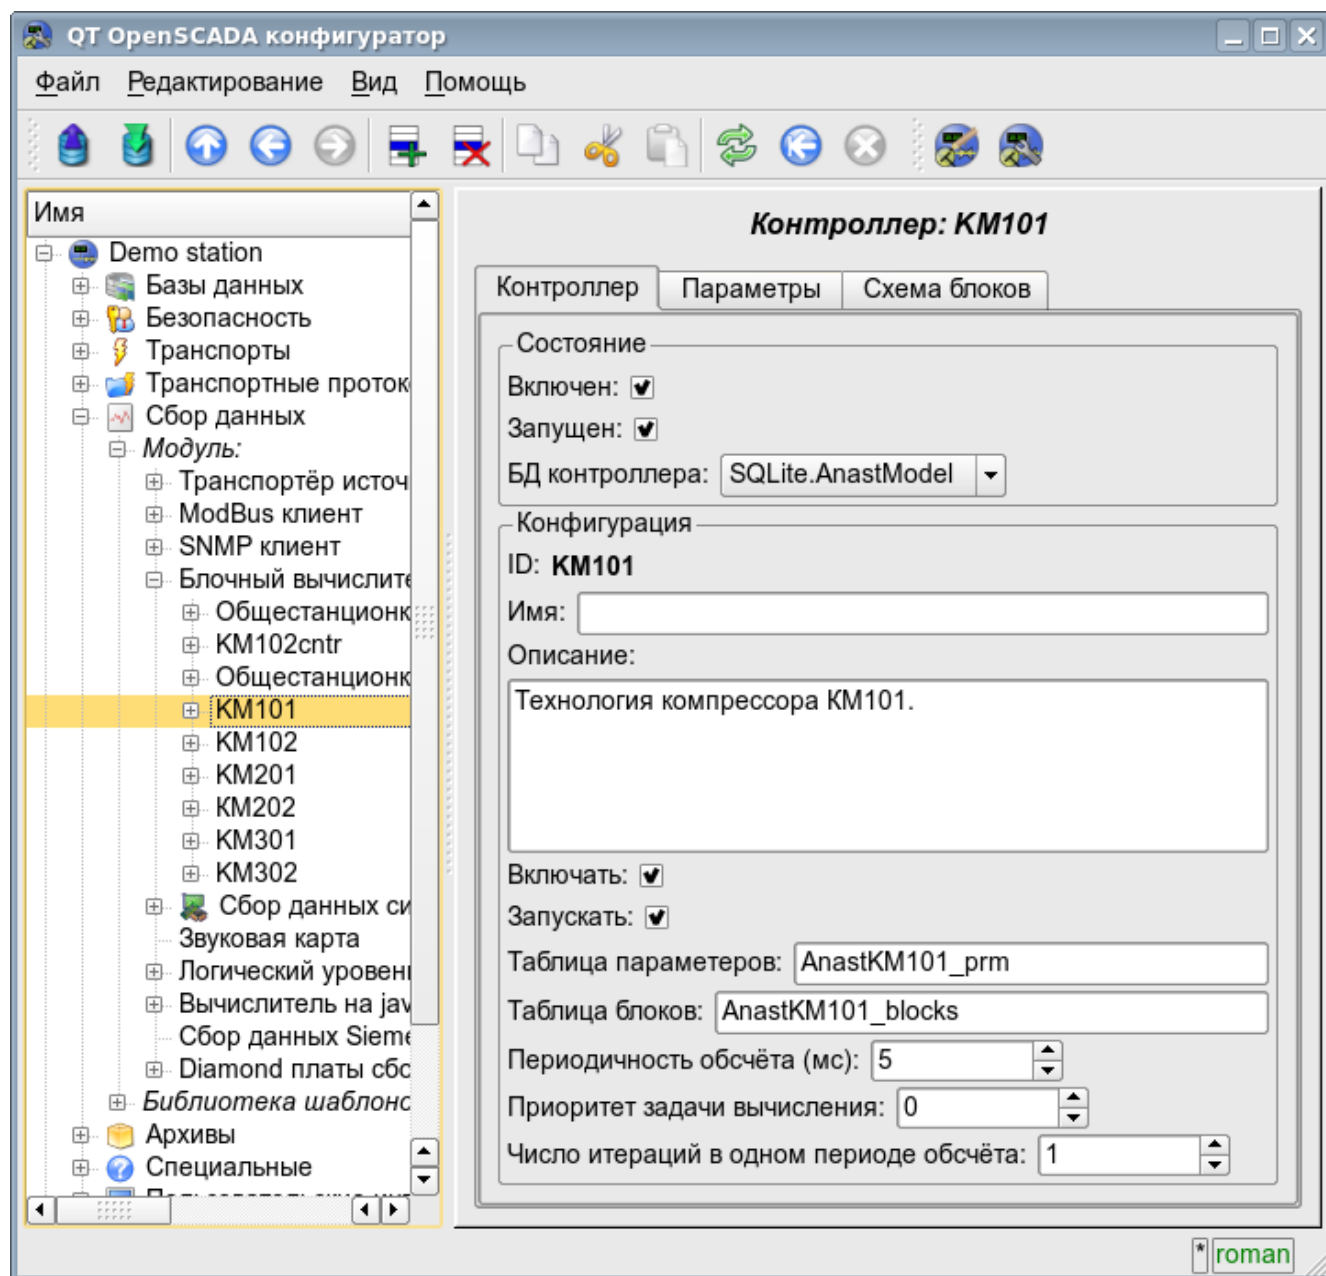 QT OpenSCADA конфигуратор
Файл Редактирование Вид Помощь
Имя
Demo station
Базы данных
Безопасность
Транспорты
Транспортные проток
Сбор данных
Модуль:
Транспортёр источ
ModBus клиент
SNMP клиент
Блочный вычислите
Общестанционк
KM102cntr
Общестанционк
KM101
KM102
KM201
KM202
KM301
KM302
Сбор данных си
Звуковая карта
Логический уровень
Вычислитель на jav
Сбор данных Sieme
Diamond платы сбо
Библиотека шаблоно
Архивы
Специальные
Контроллер: KM101
Контроллер Параметры Схема блоков
Состояние
Включен:
Запущен:
БД контроллера: SQLite.AnastModel
Конфигурация
ID: KM101
Имя:
Описание:
Технология компрессора КМ101.
Включать:
Запускать:
Таблица параметеров: AnastKM101_prm
Таблица блоков: AnastKM101_blocks
Периодичность обсчёта (мс): 5
Приоритет задачи вычисления: 0
Число итераций в одном периоде обсчёта: 1
* roman